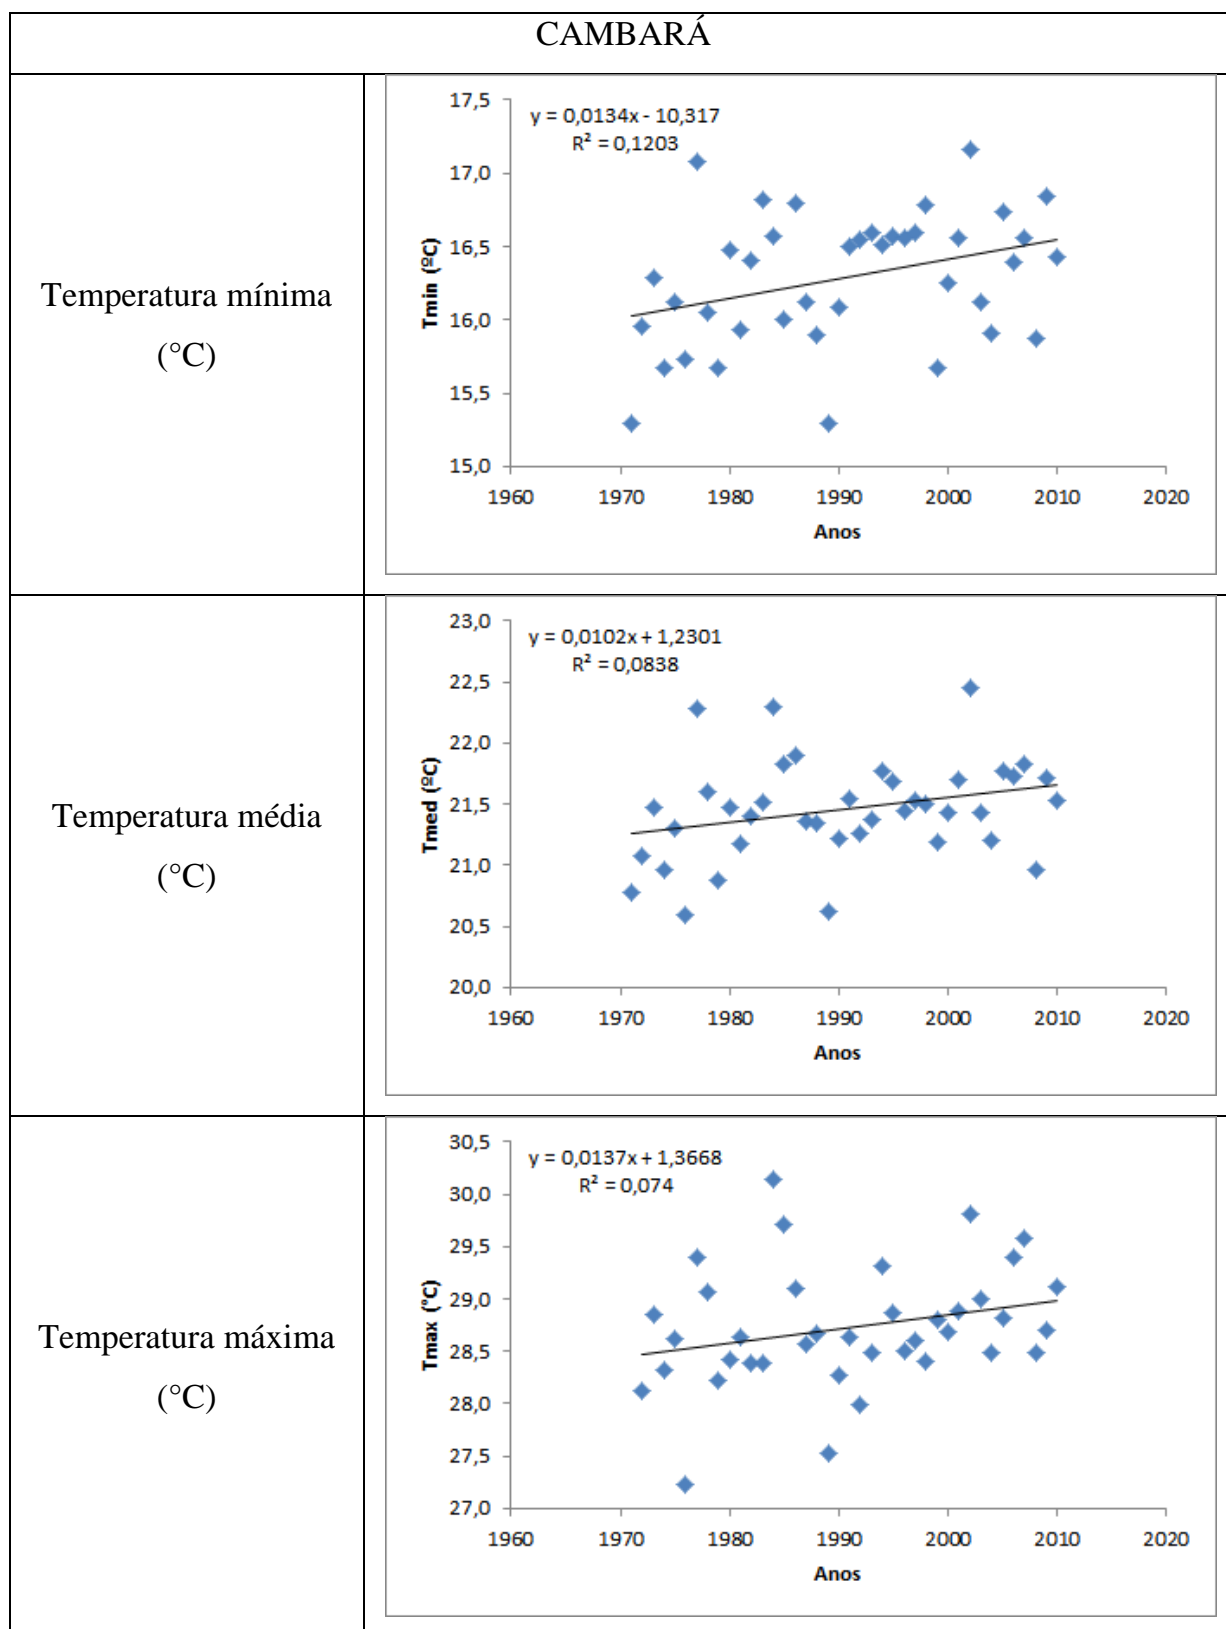 CAMBARÁ
Temperatura mínima
(°C)
17,5
17,0
16,5
16,0
15,5
15,0
y = 0,0134x - 10,317
R² = 0,1203
Tmin (ºC)
1960 1970 1980 1990 2000 2010 2020
Anos
Temperatura média
(°C)
23,0
22,5
22,0
21,5
21,0
20,5
20,0
y = 0,0102x + 1,2301
R² = 0,0838
Tmed (ºC)
1960 1970 1980 1990 2000 2010 2020
Anos
Temperatura máxima
(°C)
30,5
30,0
29,5
29,0
28,5
28,0
27,5
27,0
y = 0,0137x + 1,3668
R² = 0,074
Tmax (°C)
1960 1970 1980 1990 2000 2010 2020
Anos